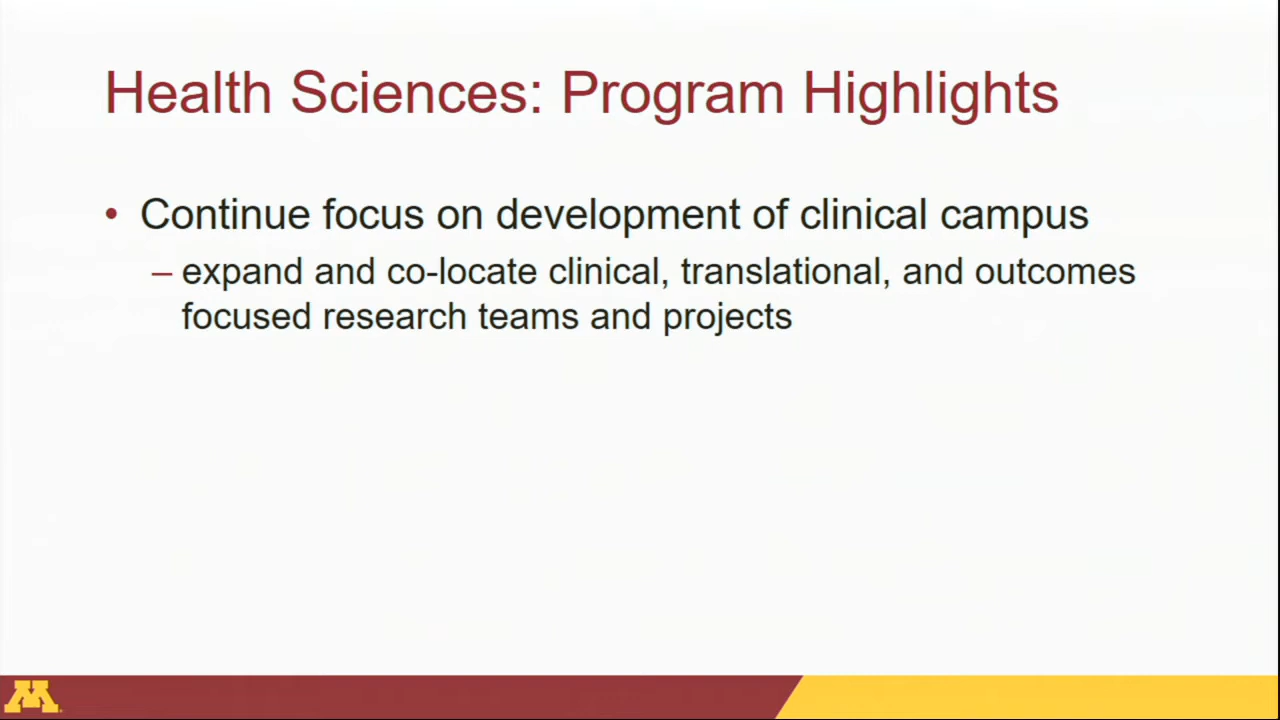 Health Sciences: Program Highlights
• Continue focus on development of clinical campus
– expand and co-locate clinical, translational, and outcomes
focused research teams and projects
M